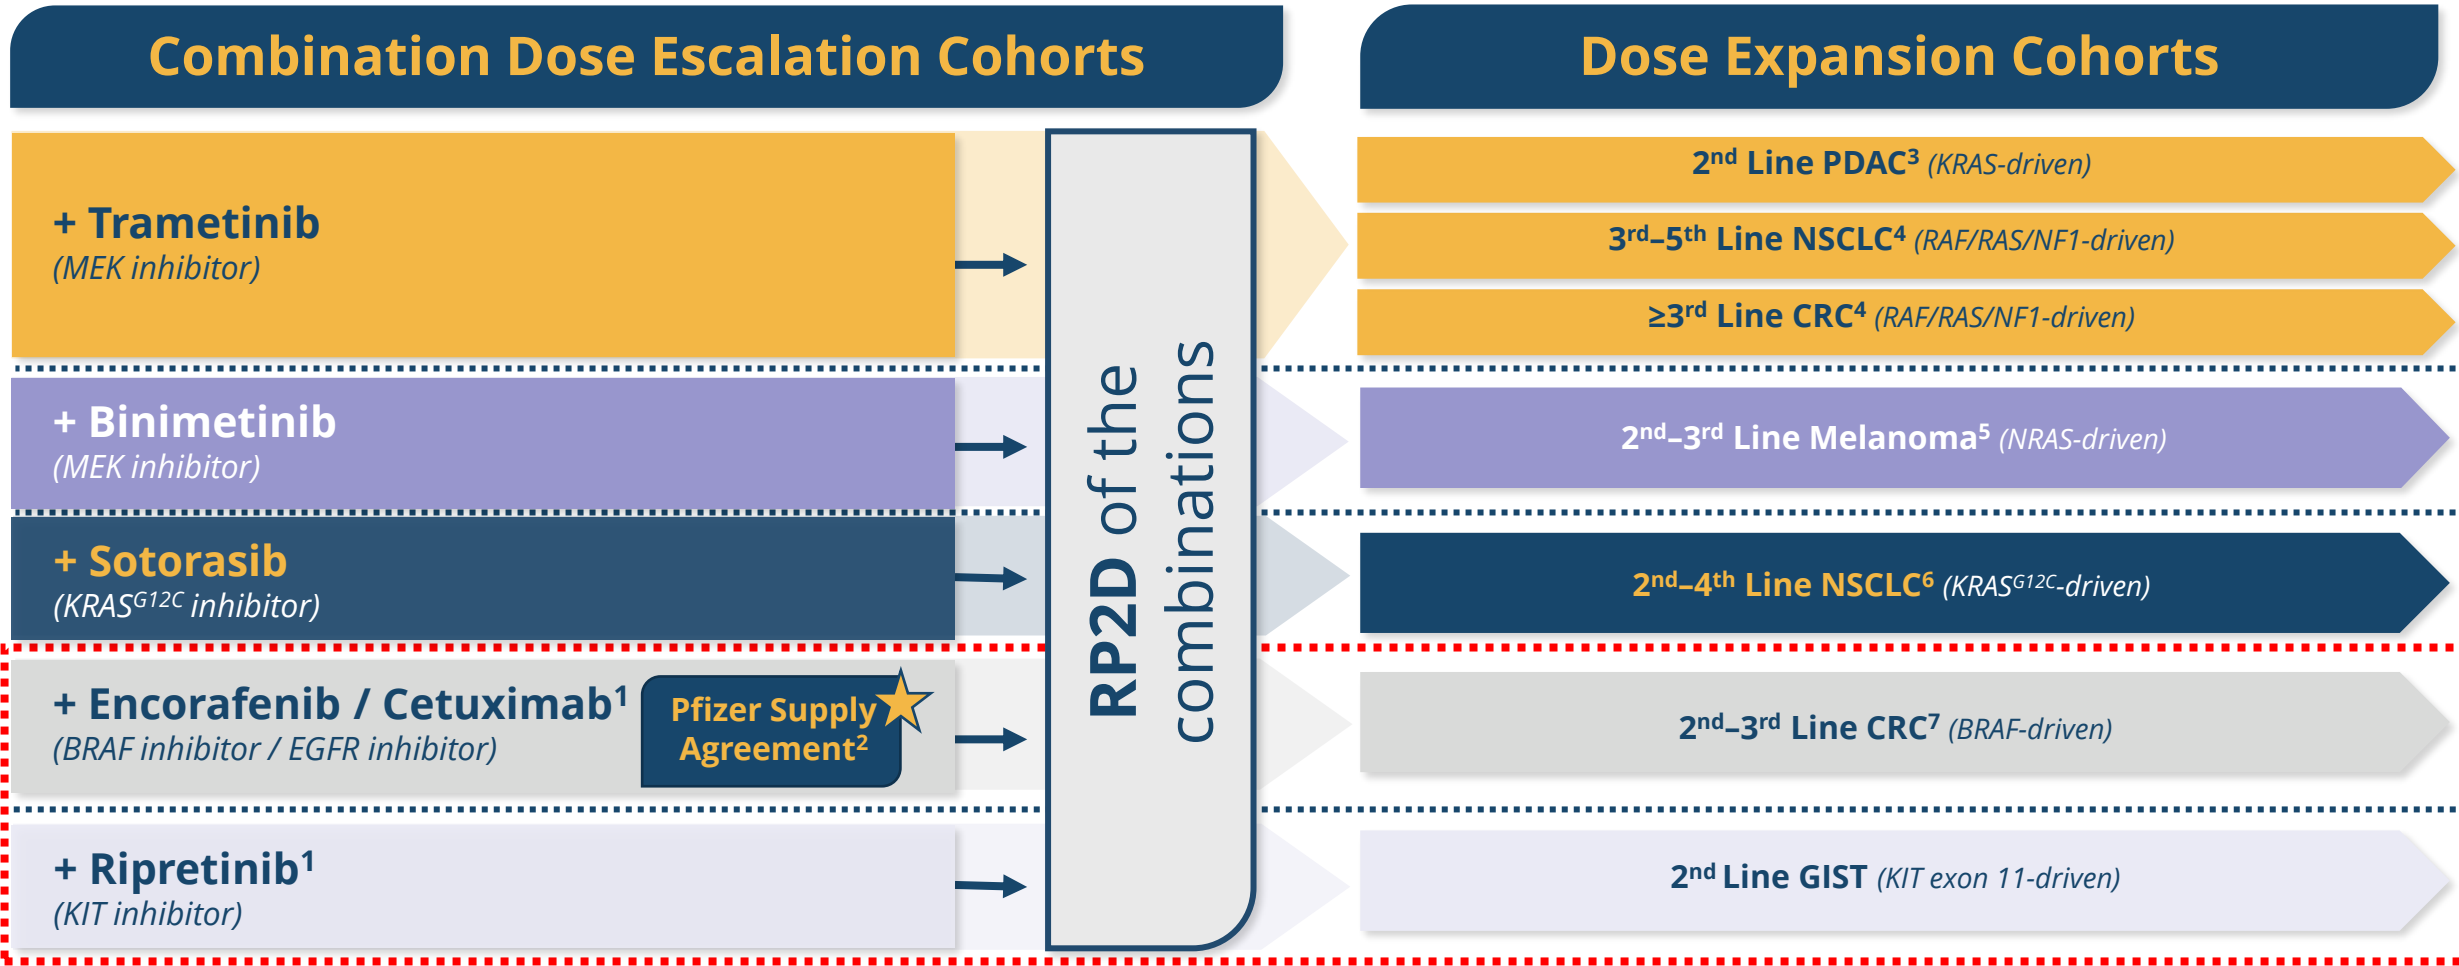 Combination Dose Escalation Cohorts
Dose Expansion Cohorts
+ Trametinib
(MEK inhibitor)
+ Binimetinib
(MEK inhibitor)
+ Sotorasib
(KRASᴳ¹²ᶜ inhibitor)
+ Encorafenib / Cetuximab¹
(BRAF inhibitor / EGFR inhibitor)
Pfizer Supply
Agreement²
+ Ripretinib¹
(KIT inhibitor)
RP2D of the
combinations
2ⁿᵈ Line PDAC³ (KRAS-driven)
3ʳᵈ–5ᵗʰ Line NSCLC⁴ (RAF/RAS/NF1-driven)
≥3ʳᵈ Line CRC⁴ (RAF/RAS/NF1-driven)
2ⁿᵈ–3ʳᵈ Line Melanoma⁵ (NRAS-driven)
2ⁿᵈ–4ᵗʰ Line NSCLC⁶ (KRASᴳ¹²ᶜ-driven)
2ⁿᵈ–3ʳᵈ Line CRC⁷ (BRAF-driven)
2ⁿᵈ Line GIST (KIT exon 11-driven)